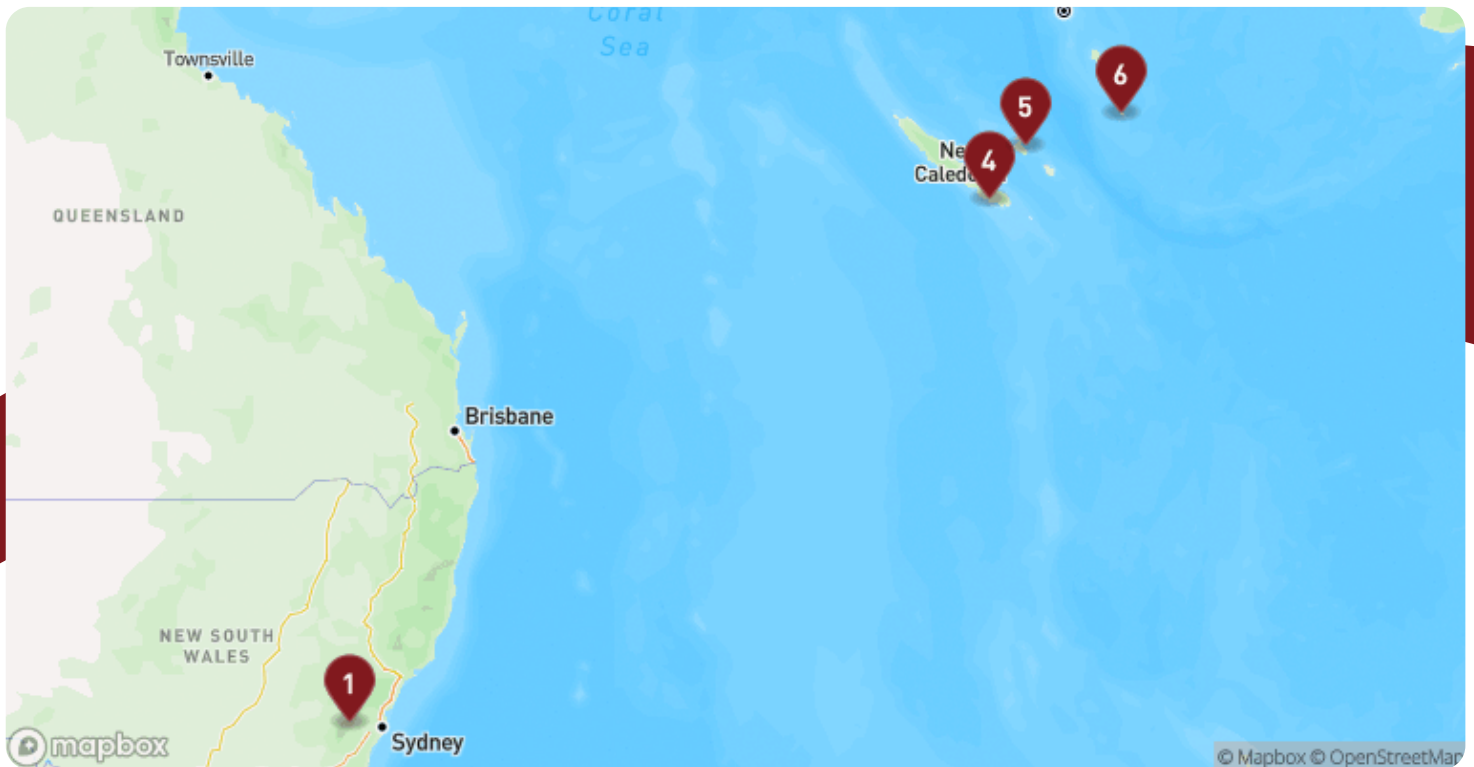 Coral
Sea
Townsville
6
5
4
QUEENSLAND
Brisbane
NEW SOUTH
WALES
1
Sydney
mapbox
© Mapbox © OpenStreetMap